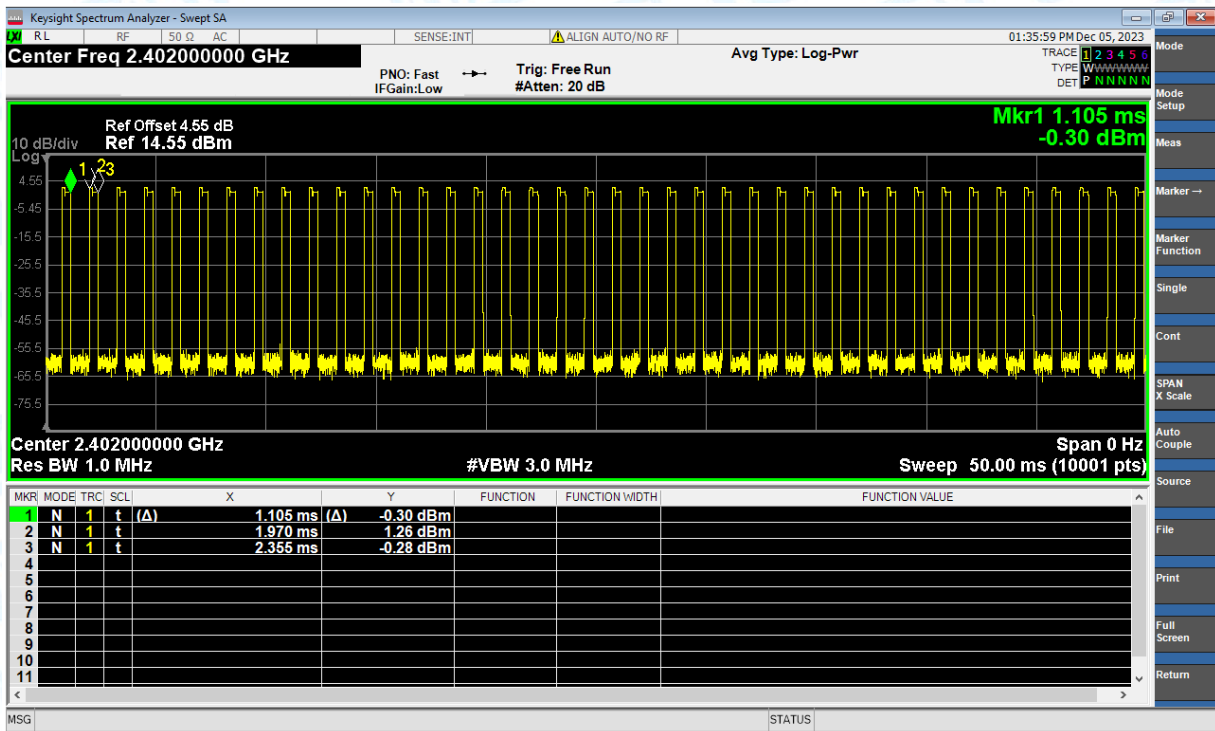 Keysight Spectrum Analyzer - Swept SA
LXI RL RF 50 Ω AC SENSE:INT ALIGN AUTO/NO RF 01:35:59 PM Dec 05, 2023
Center Freq 2.402000000 GHz
PNO: Fast
IFGain:Low
Trig: Free Run
#Atten: 20 dB
Avg Type: Log-Pwr
TRACE 1 2 3 4 5 6
TYPE WWWWWW
DET P N N N N N
Mkr1 1.105 ms
-0.30 dBm
Ref Offset 4.55 dB
10 dB/div Ref 14.55 dBm
Log
1 2 3
4.55
-5.45
-15.5
-25.5
-35.5
-45.5
-55.5
-65.5
-75.5
Center 2.402000000 GHz Span 0 Hz
Res BW 1.0 MHz #VBW 3.0 MHz Sweep 50.00 ms (10001 pts)
MKR MODE TRC SCL X Y FUNCTION FUNCTION WIDTH FUNCTION VALUE
1 N 1 t (Δ) 1.105 ms (Δ) -0.30 dBm
2 N 1 t 1.970 ms 1.26 dBm
3 N 1 t 2.355 ms -0.28 dBm
4
5
6
7
8
9
10
11
MSG STATUS
Mode
Mode
Setup
Meas
Marker →
Marker
Function
Single
Cont
SPAN
X Scale
Auto
Couple
Source
File
Print
Full
Screen
Return